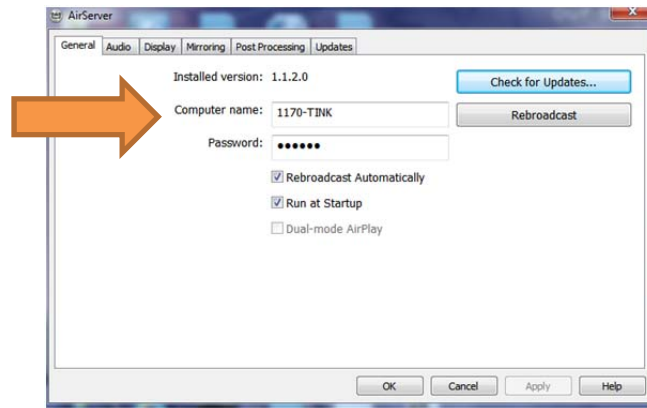 AirServer
General Audio Display Mirroring Post Processing Updates
Installed version: 1.1.2.0 Check for Updates...
Computer name: 1170-TINK Rebroadcast
Password: ●●●●●●
Rebroadcast Automatically
Run at Startup
Dual-mode AirPlay
OK Cancel Apply Help